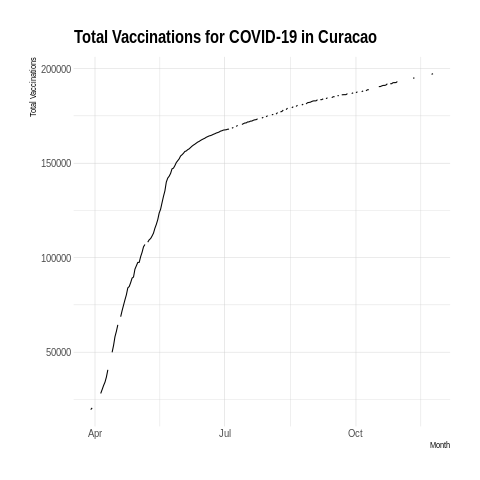 Total Vaccinations for COVID-19 in Curacao
Total Vaccinations
200000
150000
100000
50000
Apr Jul Oct
Month